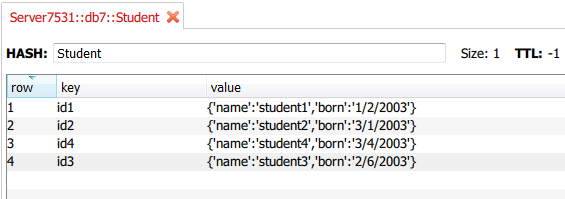 Server7531::db7::Student
HASH: Student Size: 1 TTL: -1
row key value
1 id1 {'name':'student1','born':'1/2/2003'}
2 id2 {'name':'student2','born':'3/1/2003'}
3 id4 {'name':'student4','born':'3/4/2003'}
4 id3 {'name':'student3','born':'2/6/2003'}